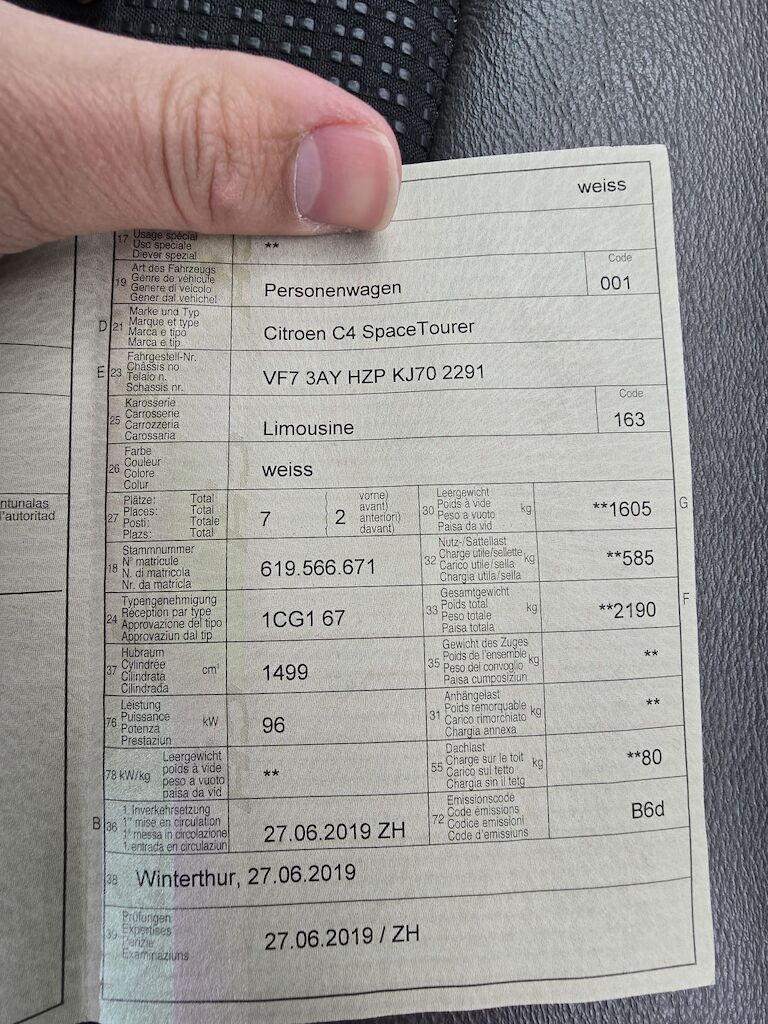 weiss
17 Usage spécial
Uso speciale
Diever spezial
**
19 Art des Fahrzeugs
Genre de véhicule
Genere di veicolo
Gener dal vehichel
Personenwagen
Code
001
D 21 Marke und Typ
Marque et type
Marca e tipo
Marca e tip
Citroen C4 SpaceTourer
E 23 Fahrgestell-Nr.
Châssis no
Telaio n.
Schassis nr.
VF7 3AY HZP KJ70 2291
25 Karosserie
Carrosserie
Carrozzeria
Carossaria
Limousine
Code
163
26 Farbe
Couleur
Colore
Colur
weiss
ntunalas
l'autoritad
27 Plätze: Total
Places: Total
Posti: Totale
Plazs: Total
7
2
vorne)
avant)
anteriori)
davant)
30 Leergewicht
Poids à vide
Peso a vuoto
Paisa da vid
kg
**1605
G
18 Stammnummer
N° matricule
N. di matricola
Nr. da matricla
619.566.671
32 Nutz-/Sattellast
Charge utile/sellette
Carico utile/sella
Chargia utila/sella
kg
**585
24 Typengenehmigung
Réception par type
Approvazione del tipo
Approvaziun dal tip
1CG1 67
33 Gesamtgewicht
Poids total
Peso totale
Paisa totala
kg
**2190
F
37 Hubraum
Cylindrée
Cilindrata
Cilindrada
cm³
1499
35 Gewicht des Zuges
Poids de l'ensemble
Peso del convoglio
Paisa cumposiziun
kg
**
76 Leistung
Puissance
Potenza
Prestaziun
kW
96
31 Anhängelast
Poids remorquable
Carico rimorchiato
Chargia annexa
kg
**
78 kW/kg
Leergewicht
poids à vide
peso a vuoto
paisa da vid
**
55 Dachlast
Charge sur le toit
Carico sul tetto
Chargia sin il tetg
kg
**80
B 36 1. Inverkehrsetzung
1re mise en circulation
1a messa in circolazione
1. entrada en circulaziun
27.06.2019 ZH
72 Emissionscode
Code émissions
Codice emissioni
Code d'emissiuns
B6d
38 Winterthur, 27.06.2019
39 Prüfungen
Expertises
Perizie
Examinaziuns
27.06.2019 / ZH